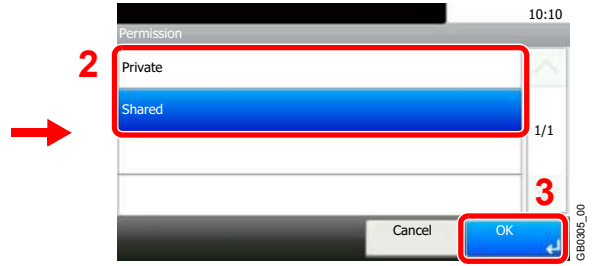 10:10
Permission
2
Private
Shared
1/1
3
Cancel
OK
GB0305_00